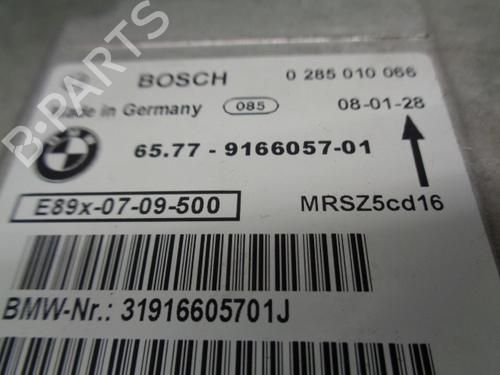 BOSCH 0 285 010 066
Made in Germany 085 08-01-28
65.77 - 9166057-01
E89x-07-09-500 MRSZ5cd16
BMW-Nr.: 31916605701J
B-PARTS